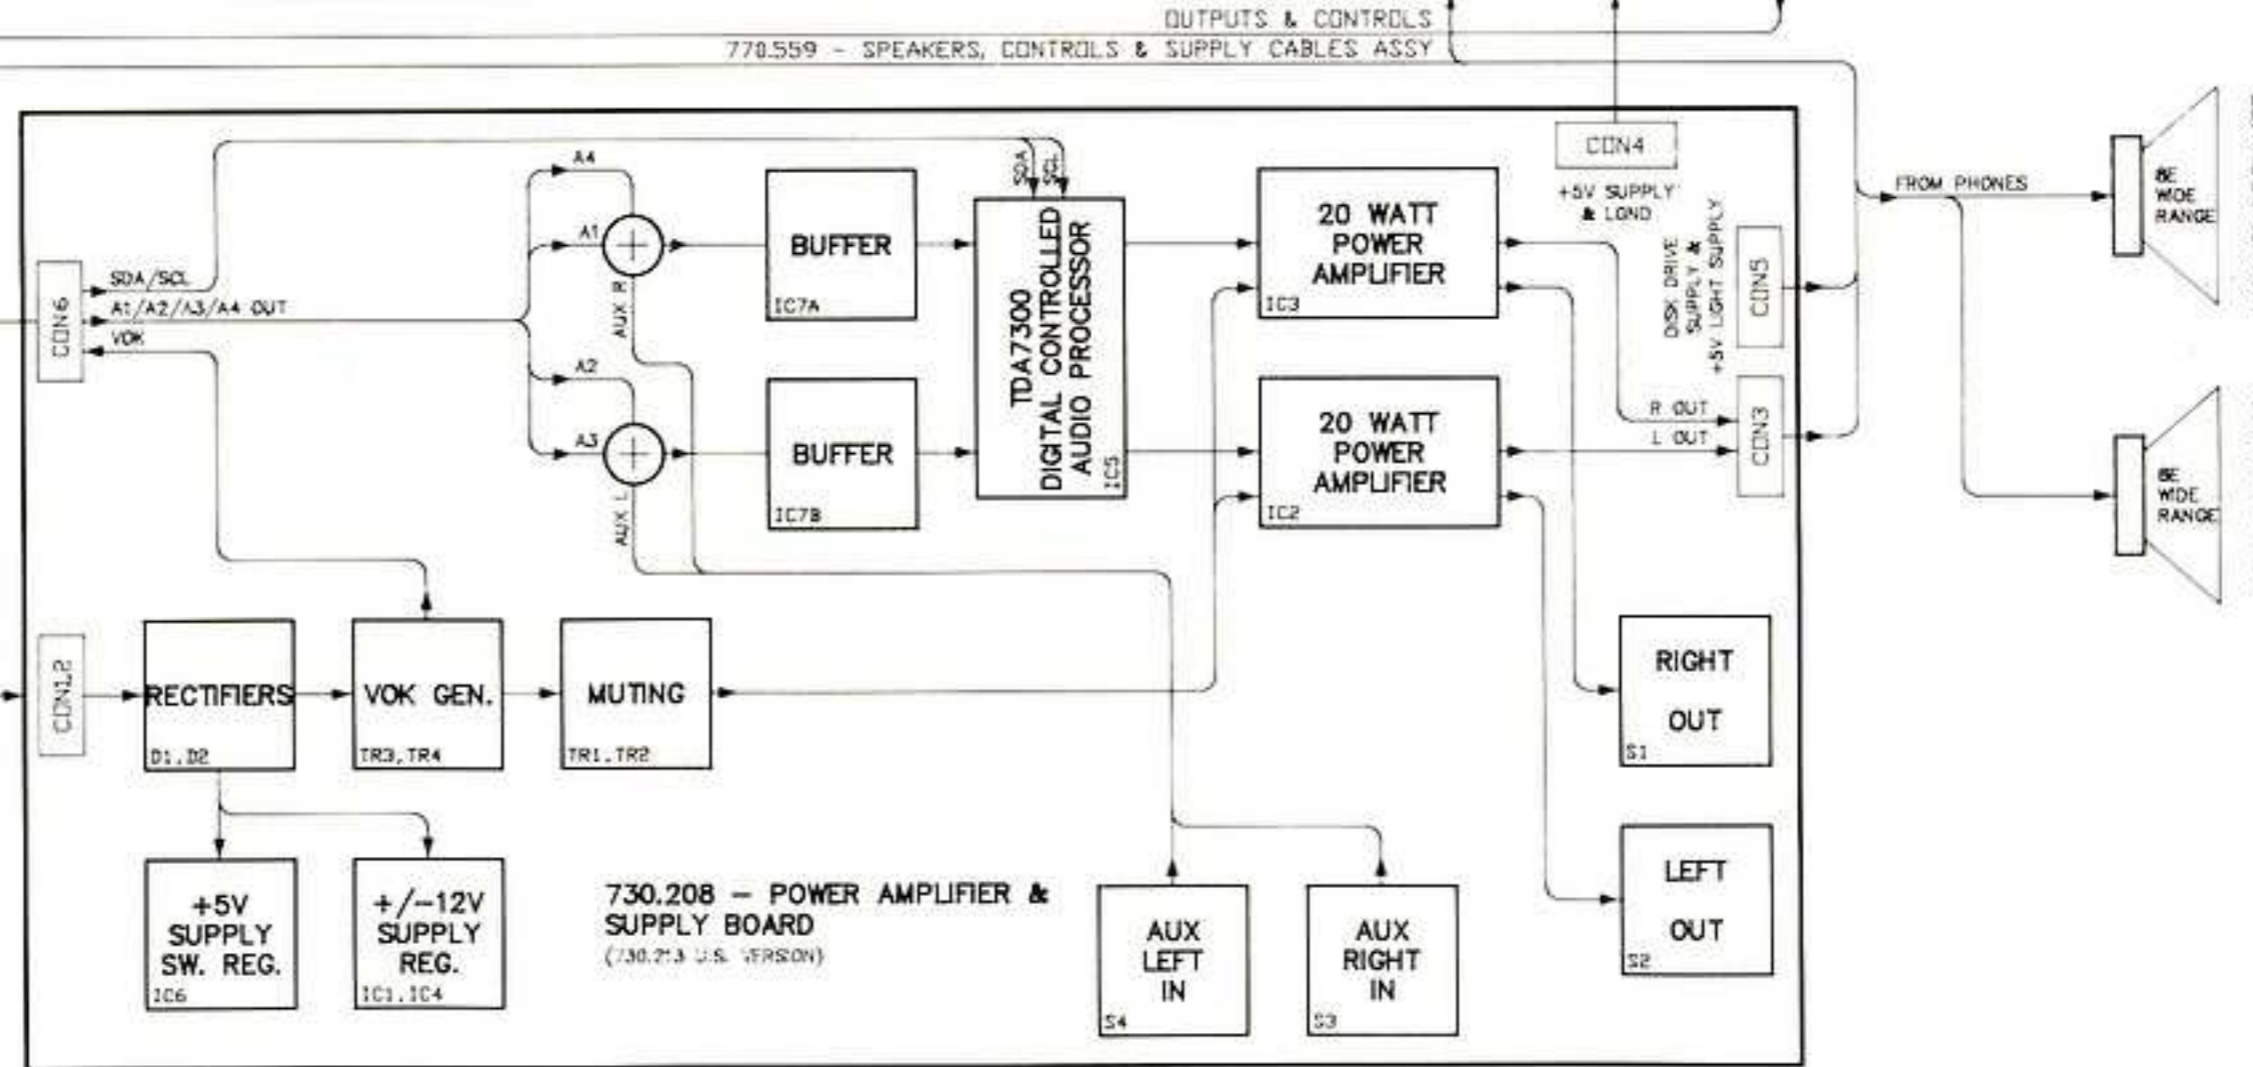 OUTPUTS & CONTROLS
770.559 - SPEAKERS, CONTROLS & SUPPLY CABLES ASSY
CON4
+5V SUPPLY
& LGND
FROM PHONES
8E
WIDE
RANGE
A4
SDA
SCL
A1
AUX R
BUFFER
IC7A
TDA7300
DIGITAL CONTROLLED
AUDIO PROCESSOR
IC5
20 WATT
POWER
AMPLIFIER
IC3
DISK DRIVE
SUPPLY &
+5V LIGHT SUPPLY
CON5
CON6
SDA/SCL
A1/A2/A3/A4 OUT
VOK
A2
A3
AUX L
BUFFER
IC7B
20 WATT
POWER
AMPLIFIER
IC2
R OUT
L OUT
CON3
8E
WIDE
RANGE
CON1,2
RECTIFIERS
D1,D2
VOK GEN.
TR3,TR4
MUTING
TR1,TR2
RIGHT
OUT
S1
+5V
SUPPLY
SW. REG.
IC6
+/-12V
SUPPLY
REG.
IC1,IC4
730.208 - POWER AMPLIFIER &
SUPPLY BOARD
(730.213 U.S. VERSION)
AUX
LEFT
IN
S4
AUX
RIGHT
IN
S3
LEFT
OUT
S2